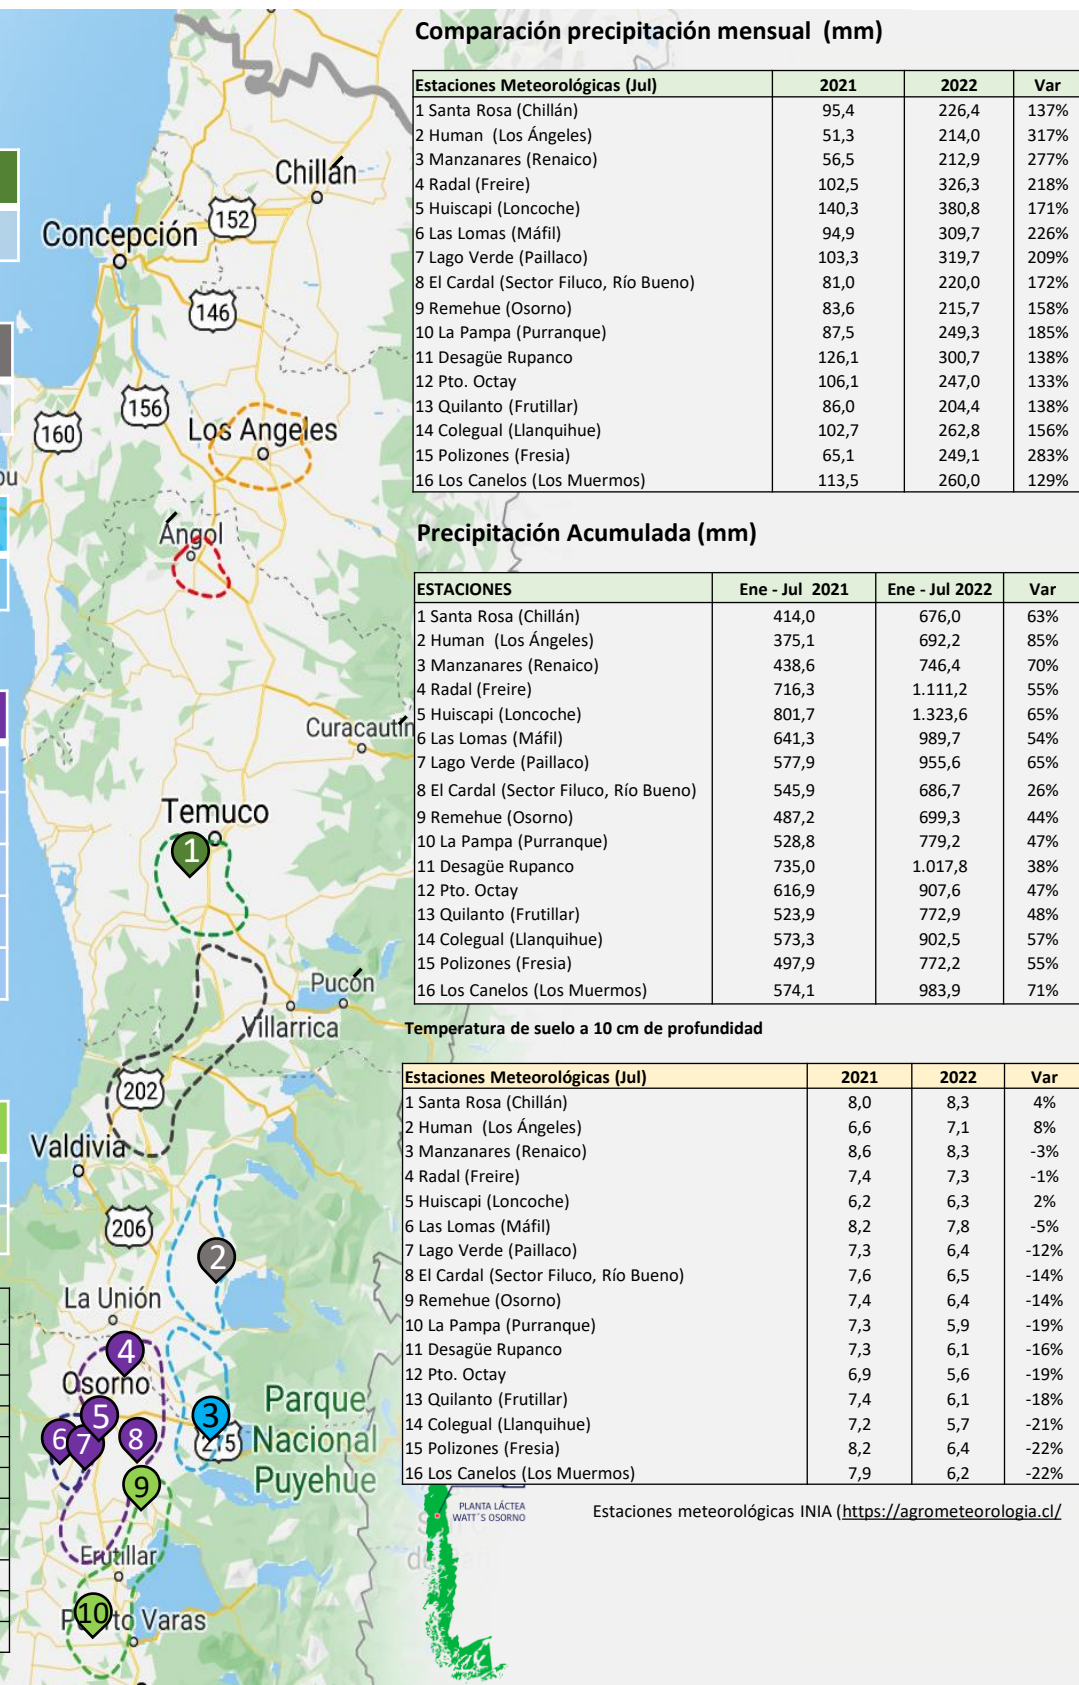 Comparación precipitación mensual (mm)
Estaciones Meteorológicas (Jul) 2021 2022 Var
1 Santa Rosa (Chillán) 95,4 226,4 137%
2 Human (Los Ángeles) 51,3 214,0 317%
3 Manzanares (Renaico) 56,5 212,9 277%
4 Radal (Freire) 102,5 326,3 218%
5 Huiscapi (Loncoche) 140,3 380,8 171%
6 Las Lomas (Máfil) 94,9 309,7 226%
7 Lago Verde (Paillaco) 103,3 319,7 209%
8 El Cardal (Sector Filuco, Río Bueno) 81,0 220,0 172%
9 Remehue (Osorno) 83,6 215,7 158%
10 La Pampa (Purranque) 87,5 249,3 185%
11 Desagüe Rupanco 126,1 300,7 138%
12 Pto. Octay 106,1 247,0 133%
13 Quilanto (Frutillar) 86,0 204,4 138%
14 Colegual (Llanquihue) 102,7 262,8 156%
15 Polizones (Fresia) 65,1 249,1 283%
16 Los Canelos (Los Muermos) 113,5 260,0 129%
Precipitación Acumulada (mm)
ESTACIONES Ene - Jul 2021 Ene - Jul 2022 Var
1 Santa Rosa (Chillán) 414,0 676,0 63%
2 Human (Los Ángeles) 375,1 692,2 85%
3 Manzanares (Renaico) 438,6 746,4 70%
4 Radal (Freire) 716,3 1.111,2 55%
5 Huiscapi (Loncoche) 801,7 1.323,6 65%
6 Las Lomas (Máfil) 641,3 989,7 54%
7 Lago Verde (Paillaco) 577,9 955,6 65%
8 El Cardal (Sector Filuco, Río Bueno) 545,9 686,7 26%
9 Remehue (Osorno) 487,2 699,3 44%
10 La Pampa (Purranque) 528,8 779,2 47%
11 Desagüe Rupanco 735,0 1.017,8 38%
12 Pto. Octay 616,9 907,6 47%
13 Quilanto (Frutillar) 523,9 772,9 48%
14 Colegual (Llanquihue) 573,3 902,5 57%
15 Polizones (Fresia) 497,9 772,2 55%
16 Los Canelos (Los Muermos) 574,1 983,9 71%
Temperatura de suelo a 10 cm de profundidad
Estaciones Meteorológicas (Jul) 2021 2022 Var
1 Santa Rosa (Chillán) 8,0 8,3 4%
2 Human (Los Ángeles) 6,6 7,1 8%
3 Manzanares (Renaico) 8,6 8,3 -3%
4 Radal (Freire) 7,4 7,3 -1%
5 Huiscapi (Loncoche) 6,2 6,3 2%
6 Las Lomas (Máfil) 8,2 7,8 -5%
7 Lago Verde (Paillaco) 7,3 6,4 -12%
8 El Cardal (Sector Filuco, Río Bueno) 7,6 6,5 -14%
9 Remehue (Osorno) 7,4 6,4 -14%
10 La Pampa (Purranque) 7,3 5,9 -19%
11 Desagüe Rupanco 7,3 6,1 -16%
12 Pto. Octay 6,9 5,6 -19%
13 Quilanto (Frutillar) 7,4 6,1 -18%
14 Colegual (Llanquihue) 7,2 5,7 -21%
15 Polizones (Fresia) 8,2 6,4 -22%
16 Los Canelos (Los Muermos) 7,9 6,2 -22%
Estaciones meteorológicas INIA (https://agrometeorologia.cl/
PLANTA LÁCTEA
WATT´S OSORNO
Chillán
152
Concepción
146
156
160
Los Angeles
Angol
Curacautín
Temuco
1
Pucón
Villarrica
202
Valdivia
206
2
La Unión
4
Osorno
5
3
6
7
8
275
Parque
Nacional
Puyehue
9
Frutillar
10
Puerto Varas